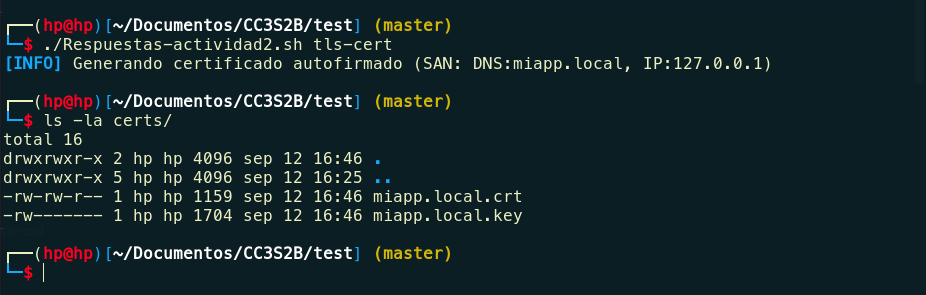 ┌──(hp@hp)[~/Documentos/CC3S2B/test] (master)
└─$ ./Respuestas-actividad2.sh tls-cert
[INFO] Generando certificado autofirmado (SAN: DNS:miapp.local, IP:127.0.0.1)
┌──(hp@hp)[~/Documentos/CC3S2B/test] (master)
└─$ ls -la certs/
total 16
drwxrwxr-x 2 hp hp 4096 sep 12 16:46 .
drwxrwxr-x 5 hp hp 4096 sep 12 16:25 ..
-rw-rw-r-- 1 hp hp 1159 sep 12 16:46 miapp.local.crt
-rw------- 1 hp hp 1704 sep 12 16:46 miapp.local.key
┌──(hp@hp)[~/Documentos/CC3S2B/test] (master)
└─$